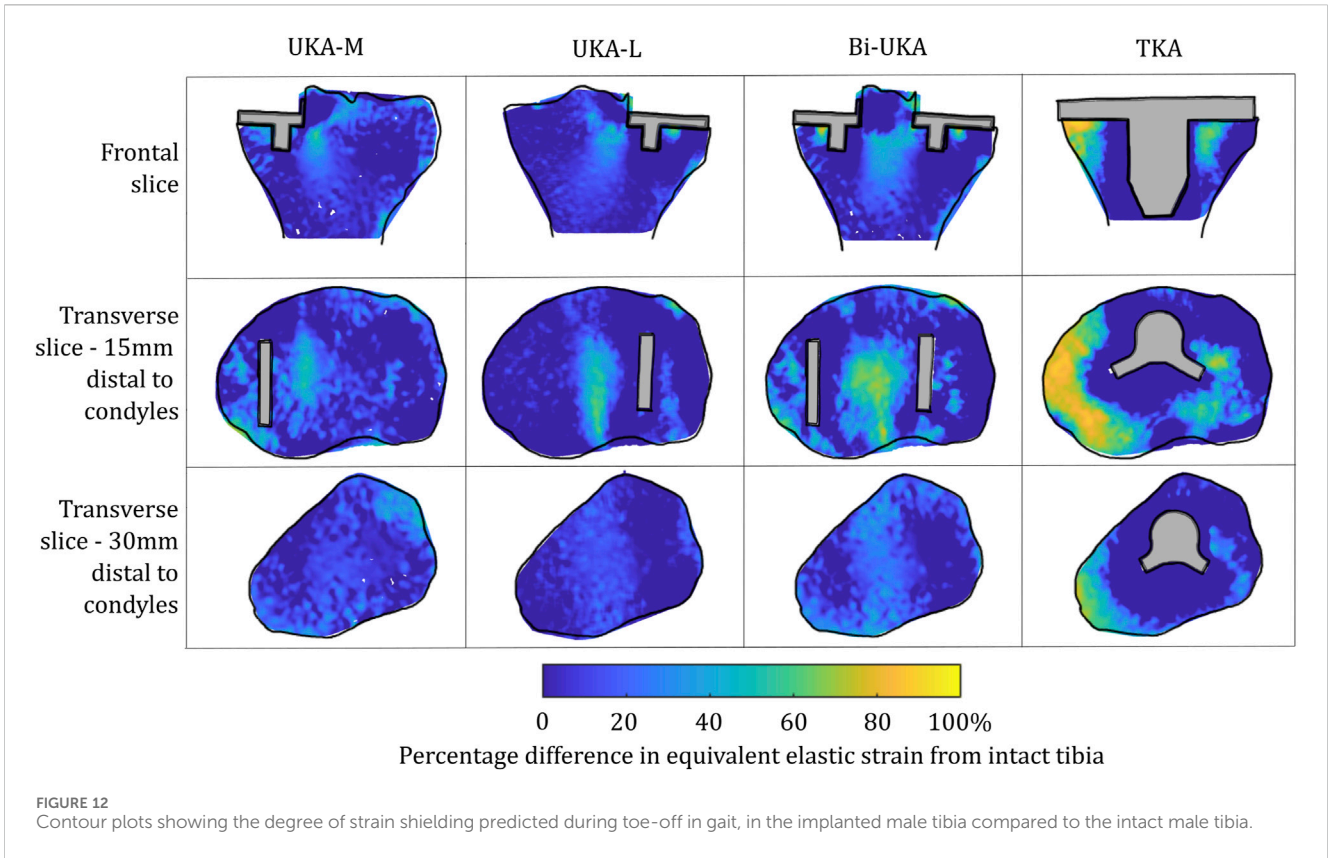 UKA-M UKA-L Bi-UKA TKA
Frontal
slice
Transverse
slice - 15mm
distal to
condyles
Transverse
slice - 30mm
distal to
condyles
0 20 40 60 80 100%
Percentage difference in equivalent elastic strain from intact tibia
FIGURE 12
Contour plots showing the degree of strain shielding predicted during toe-off in gait, in the implanted male tibia compared to the intact male tibia.